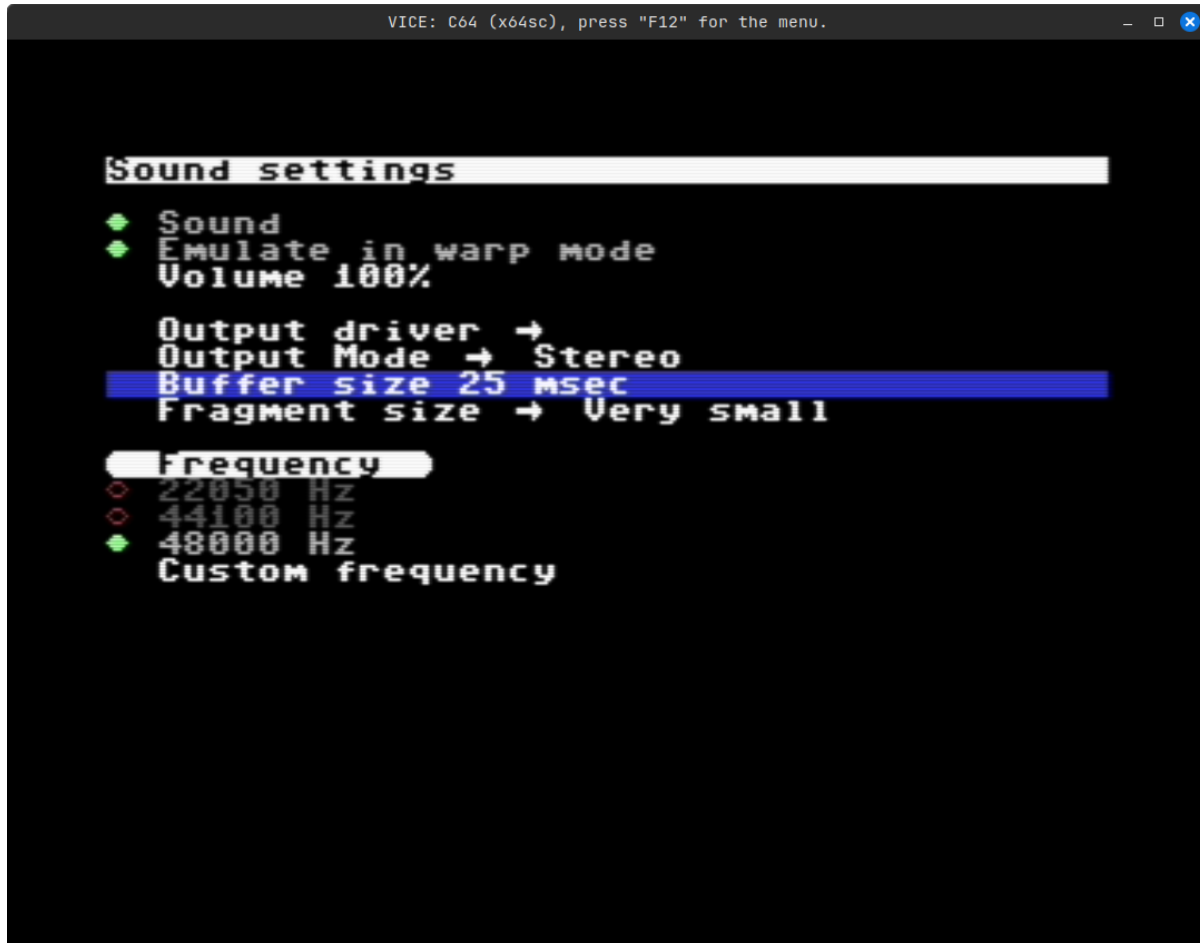 VICE: C64 (x64sc), press "F12" for the menu.
Sound settings
Sound
Emulate in warp mode
Volume 100%
Output driver →
Output Mode → Stereo
Buffer size 25 msec
Fragment size → Very small
Frequency
22050 Hz
44100 Hz
48000 Hz
Custom frequency